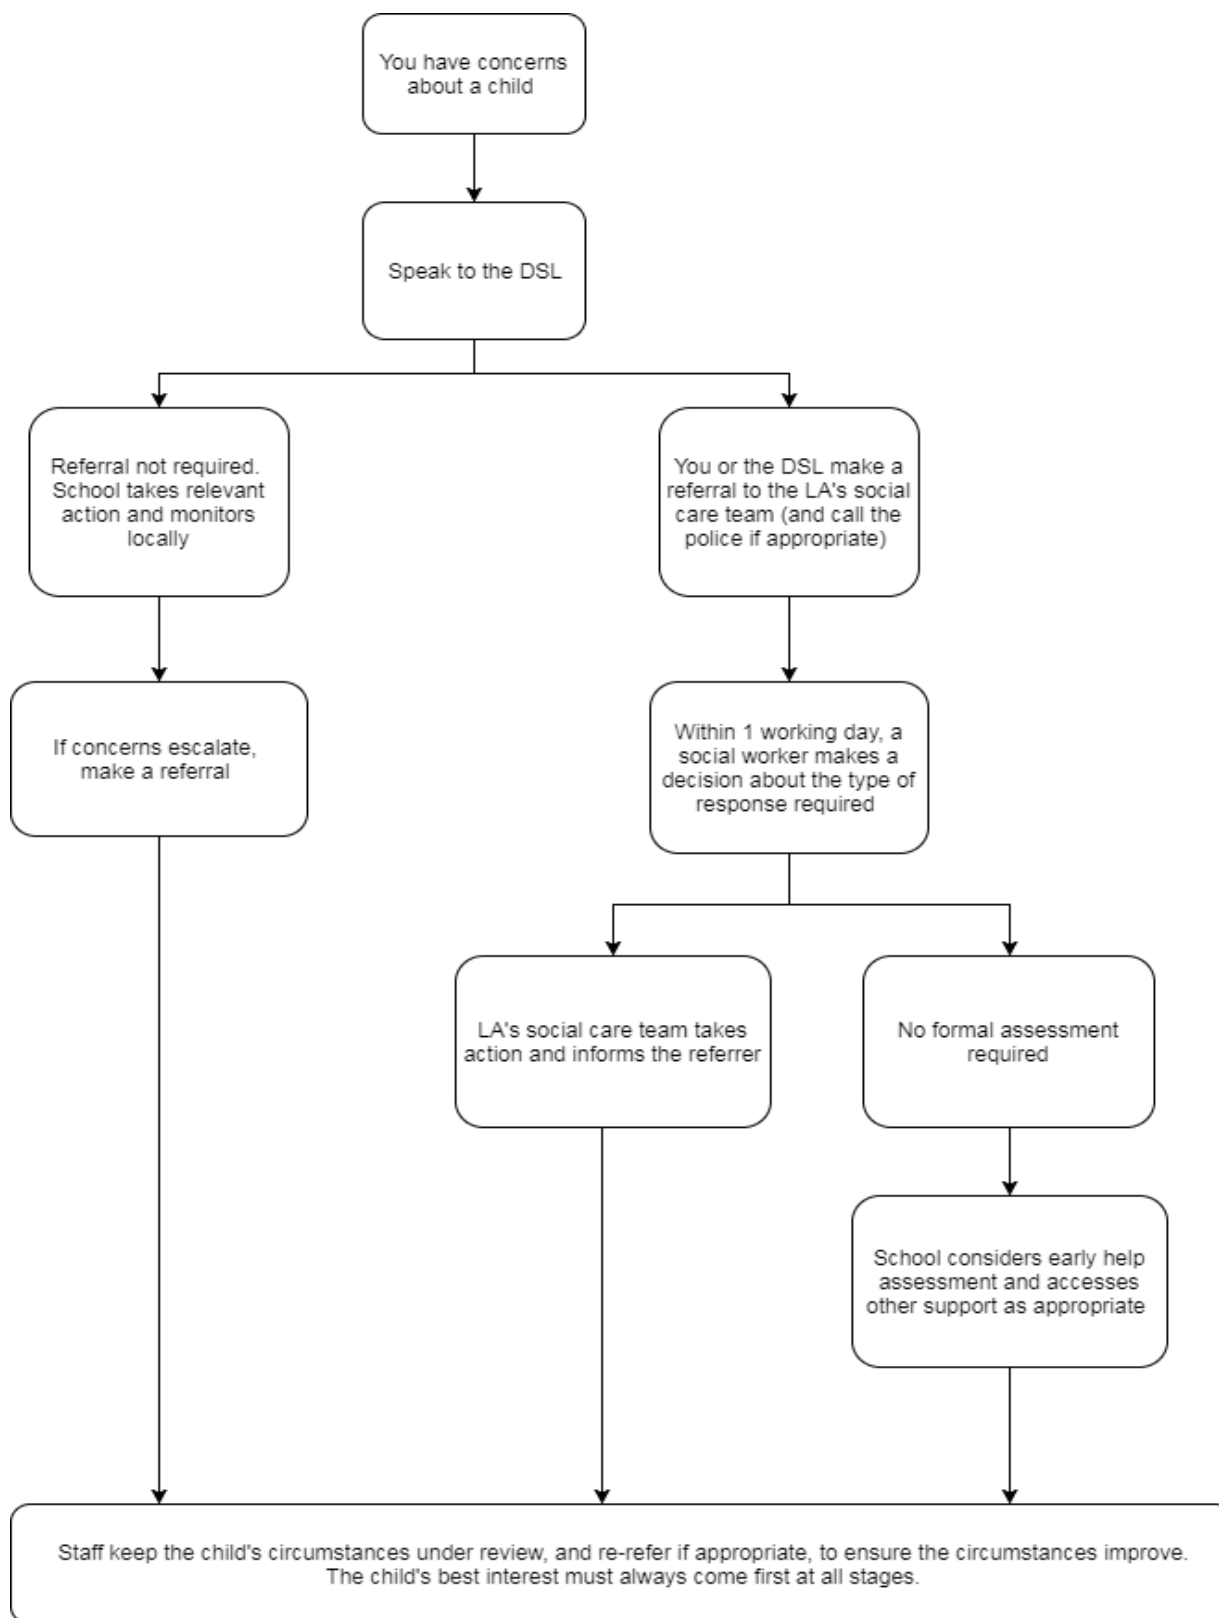 You have concerns
about a child
Speak to the DSL
Referral not required.
School takes relevant
action and monitors
locally
You or the DSL make a
referral to the LA's social
care team (and call the
police if appropriate)
If concerns escalate,
make a referral
Within 1 working day, a
social worker makes a
decision about the type of
response required
LA's social care team takes
action and informs the referrer
No formal assessment
required
School considers early help
assessment and accesses
other support as appropriate
Staff keep the child's circumstances under review, and re-refer if appropriate, to ensure the circumstances improve.
The child's best interest must always come first at all stages.